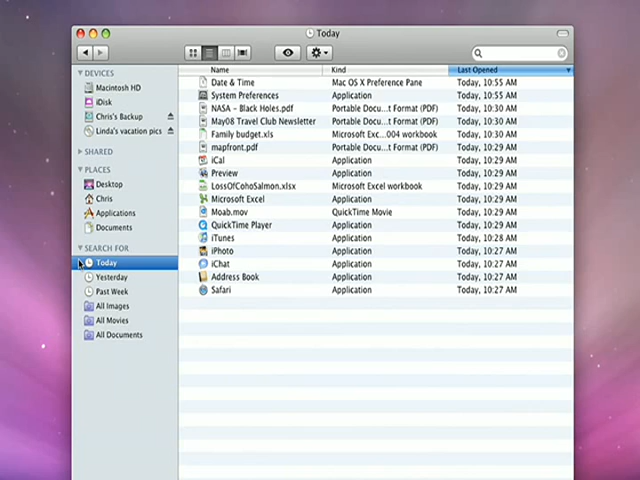 Today
DEVICES
Macintosh HD
iDisk
Chris's Backup
Linda's vacation pics
SHARED
PLACES
Desktop
Chris
Applications
Documents
SEARCH FOR
Today
Yesterday
Past Week
All Images
All Movies
All Documents
Name Kind Last Opened
Date & Time Mac OS X Preference Pane Today, 10:55 AM
System Preferences Application Today, 10:55 AM
NASA - Black Holes.pdf Portable Docu...t Format (PDF) Today, 10:30 AM
May08 Travel Club Newsletter Portable Docu...t Format (PDF) Today, 10:30 AM
Family budget.xls Microsoft Exc...004 workbook Today, 10:30 AM
mapfront.pdf Portable Docu...t Format (PDF) Today, 10:29 AM
iCal Application Today, 10:29 AM
Preview Application Today, 10:29 AM
LossOfCohoSalmon.xlsx Microsoft Excel workbook Today, 10:29 AM
Microsoft Excel Application Today, 10:29 AM
Moab.mov QuickTime Movie Today, 10:29 AM
QuickTime Player Application Today, 10:29 AM
iTunes Application Today, 10:28 AM
iPhoto Application Today, 10:27 AM
iChat Application Today, 10:27 AM
Address Book Application Today, 10:27 AM
Safari Application Today, 10:27 AM